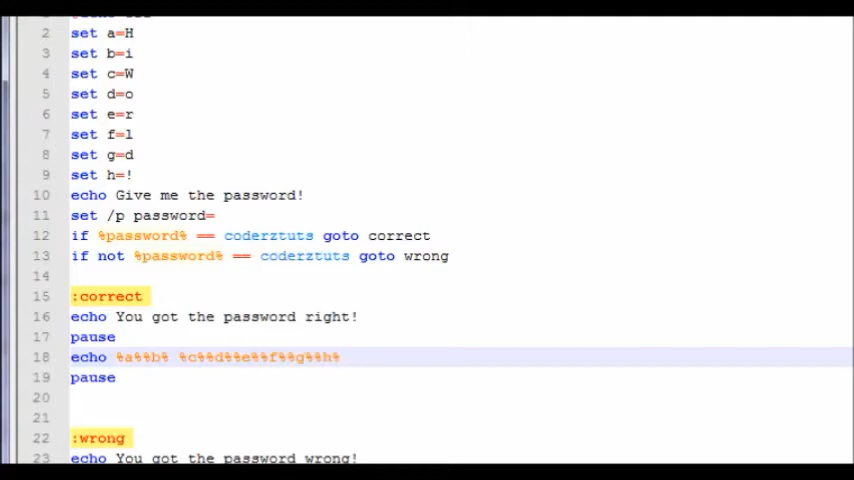 2 set a=H
3 set b=i
4 set c=W
5 set d=o
6 set e=r
7 set f=l
8 set g=d
9 set h=!
10 echo Give me the password!
11 set /p password=
12 if %password% == coderztuts goto correct
13 if not %password% == coderztuts goto wrong
14
15 :correct
16 echo You got the password right!
17 pause
18 echo %a%%b% %c%%d%%e%%f%%g%%h%
19 pause
20
21
22 :wrong
23 echo You got the password wrong!